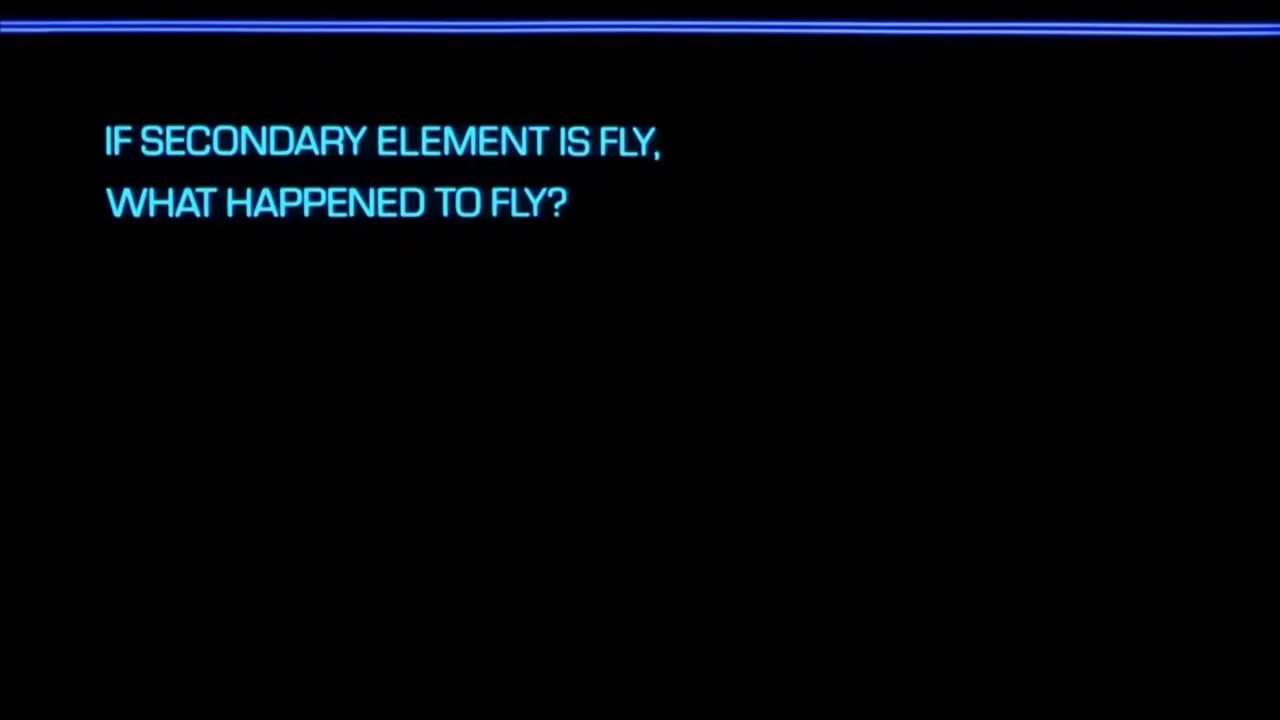 IF SECONDARY ELEMENT IS FLY,
WHAT HAPPENED TO FLY?